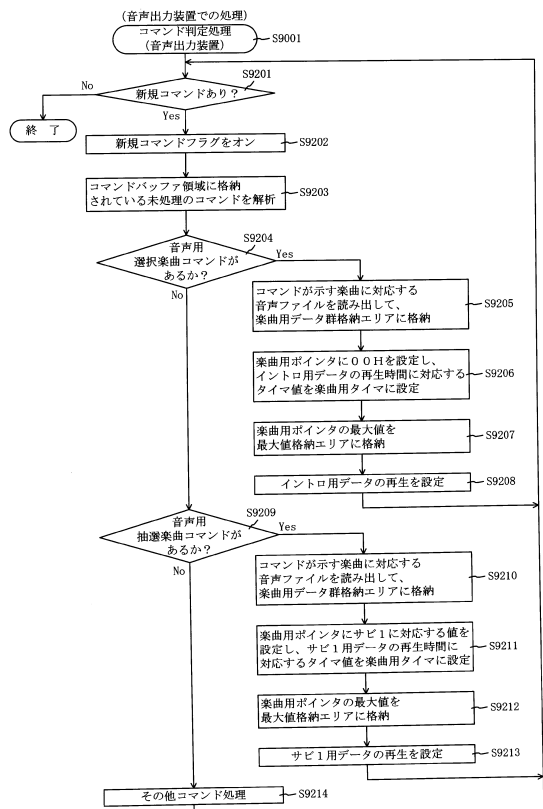 (音声出力装置での処理)
コマンド判定処理
(音声出力装置)
S9001
S9201
新規コマンドあり?
No
Yes
終 了
新規コマンドフラグをオン
S9202
コマンドバッファ領域に格納
されている未処理のコマンドを解析
S9203
S9204
音声用
選択楽曲コマンドが
あるか?
Yes
No
コマンドが示す楽曲に対応する
音声ファイルを読み出して、
楽曲用データ群格納エリアに格納
S9205
楽曲用ポインタに00Hを設定し、
イントロ用データの再生時間に対応する
タイマ値を楽曲用タイマに設定
S9206
楽曲用ポインタの最大値を
最大値格納エリアに格納
S9207
イントロ用データの再生を設定
S9208
S9209
音声用
抽選楽曲コマンドが
あるか?
Yes
No
コマンドが示す楽曲に対応する
音声ファイルを読み出して、
楽曲用データ群格納エリアに格納
S9210
楽曲用ポインタにサビ1に対応する値を
設定し、サビ1用データの再生時間に
対応するタイマ値を楽曲用タイマに設定
S9211
楽曲用ポインタの最大値を
最大値格納エリアに格納
S9212
サビ1用データの再生を設定
S9213
その他コマンド処理
S9214